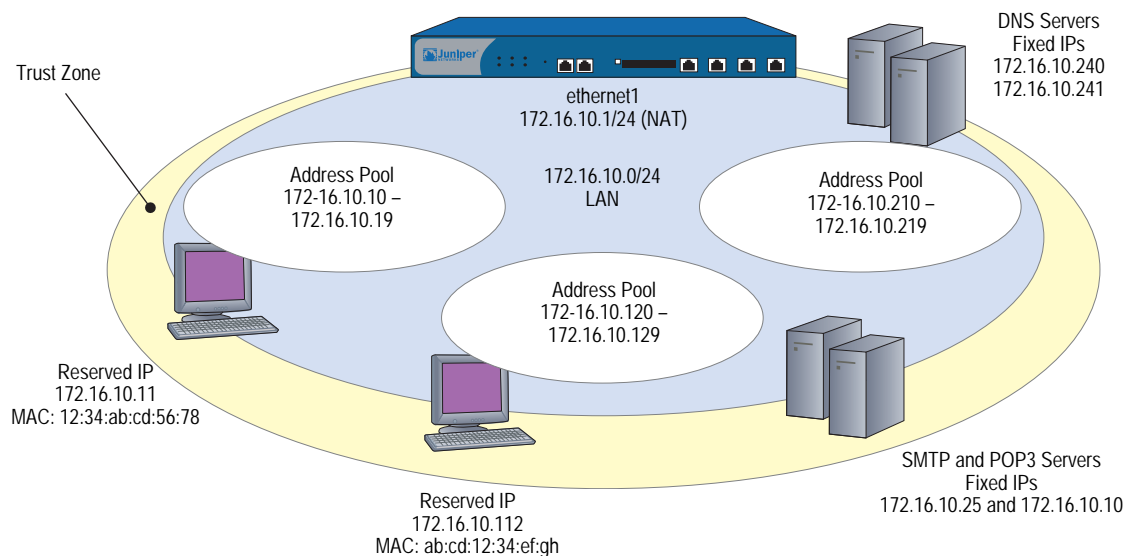 Juniper
NETWORKS
DNS Servers
Fixed IPs
172.16.10.240
172.16.10.241
Trust Zone
ethernet1
172.16.10.1/24 (NAT)
Address Pool
172-16.10.10 –
172.16.10.19
172.16.10.0/24
LAN
Address Pool
172-16.10.210 –
172.16.10.219
Address Pool
172-16.10.120 –
172.16.10.129
Reserved IP
172.16.10.11
MAC: 12:34:ab:cd:56:78
Reserved IP
172.16.10.112
MAC: ab:cd:12:34:ef:gh
SMTP and POP3 Servers
Fixed IPs
172.16.10.25 and 172.16.10.10